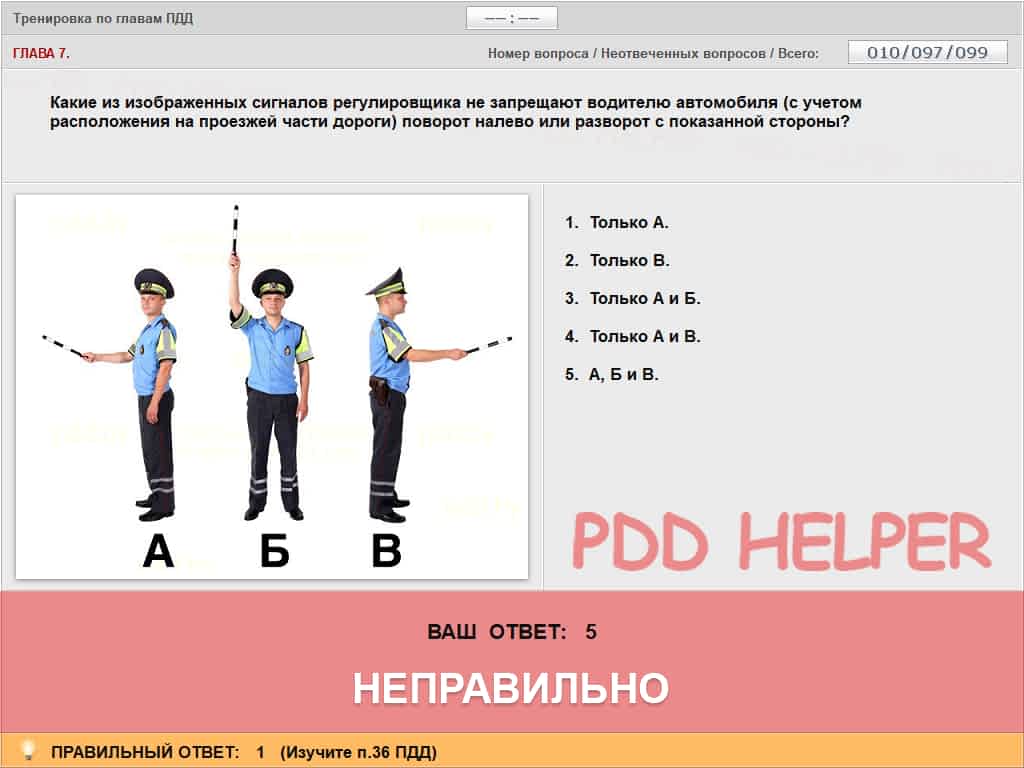 Тренировка по главам ПДД
—— : ——
ГЛАВА 7.
Номер вопроса / Неотвеченных вопросов / Всего:
010/097/099
Какие из изображенных сигналов регулировщика не запрещают водителю автомобиля (с учетом
расположения на проезжей части дороги) поворот налево или разворот с показанной стороны?
1. Только А.
2. Только В.
3. Только А и Б.
4. Только А и В.
5. А, Б и В.
А
Б
В
PDD HELPER
ВАШ ОТВЕТ: 5
НЕПРАВИЛЬНО
ПРАВИЛЬНЫЙ ОТВЕТ: 1 (Изучите п.36 ПДД)